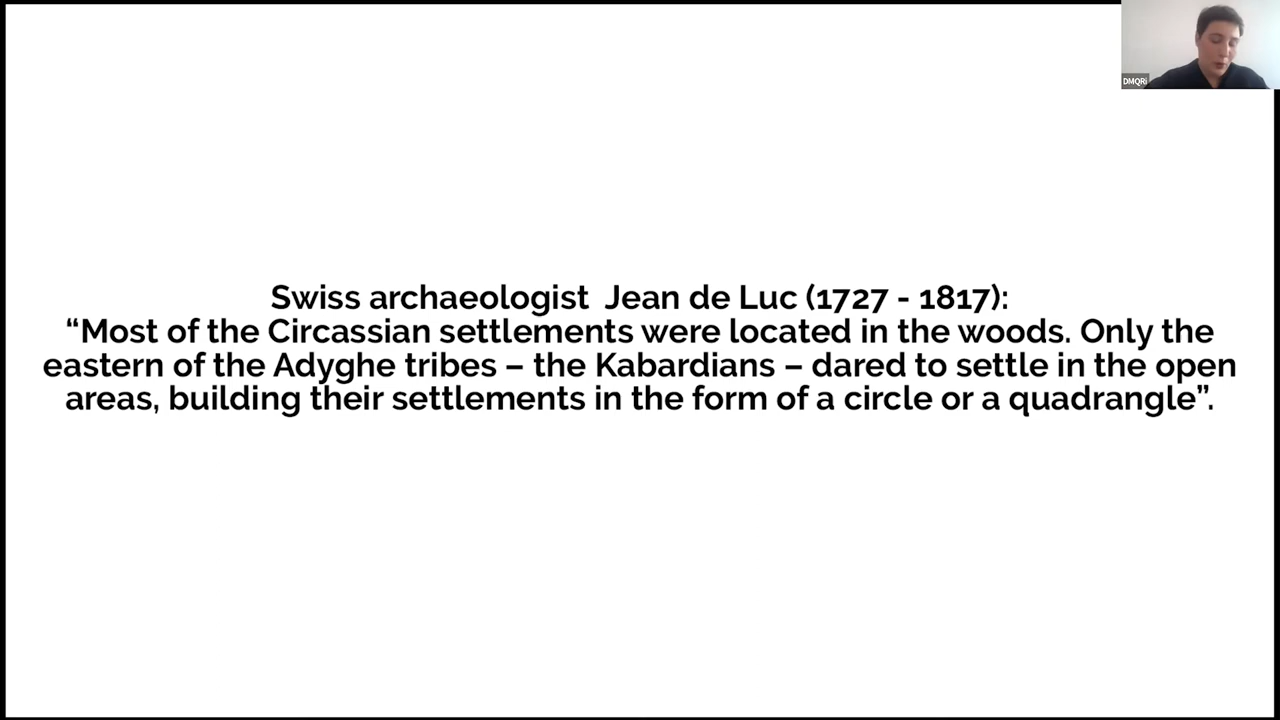 DMQRi
Swiss archaeologist  Jean de Luc (1727 - 1817):
“Most of the Circassian settlements were located in the woods. Only the
eastern of the Adyghe tribes – the Kabardians – dared to settle in the open
areas, building their settlements in the form of a circle or a quadrangle”.